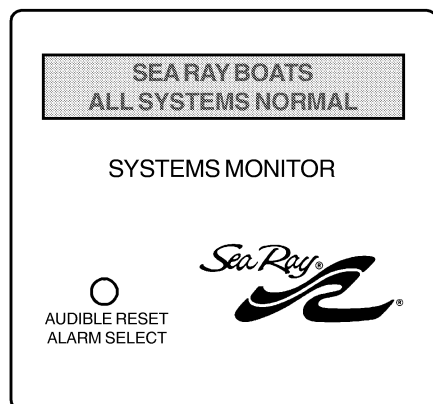 SEA RAY BOATS
ALL SYSTEMS NORMAL
SYSTEMS MONITOR
Sea Ray®
®
AUDIBLE RESET
ALARM SELECT